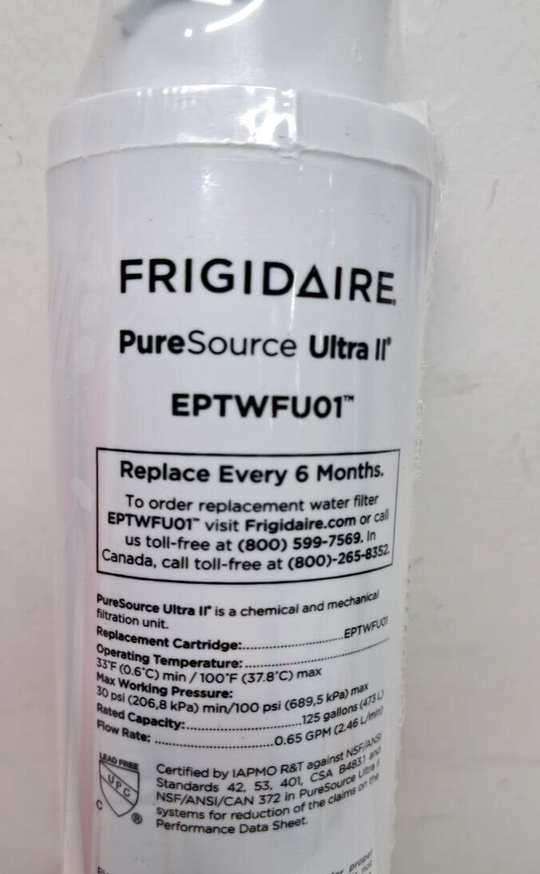 FRIGIDAIRE®
PureSource Ultra II®
EPTWFU01™
Replace Every 6 Months.
To order replacement water filter
EPTWFU01™ visit Frigidaire.com or call
us toll-free at (800) 599-7569. In
Canada, call toll-free at (800)-265-8352.
PureSource Ultra II® is a chemical and mechanical
filtration unit.
Replacement Cartridge:..............................EPTWFU01
Operating Temperature:.......................................
33°F (0.6°C) min / 100°F (37.8°C) max
Max Working Pressure:
30 psi (206,8 kPa) min/100 psi (689,5 kPa) max
Rated Capacity:..............................125 gallons (473 L)
Flow Rate: ..............................0.65 GPM (2.46 L/min)
LEAD FREE
UPC
C ®
Certified by IAPMO R&T against NSF/ANSI
Standards 42, 53, 401, CSA B483.1 and
NSF/ANSI/CAN 372 in PureSource Ultra II
systems for reduction of the claims on the
Performance Data Sheet.